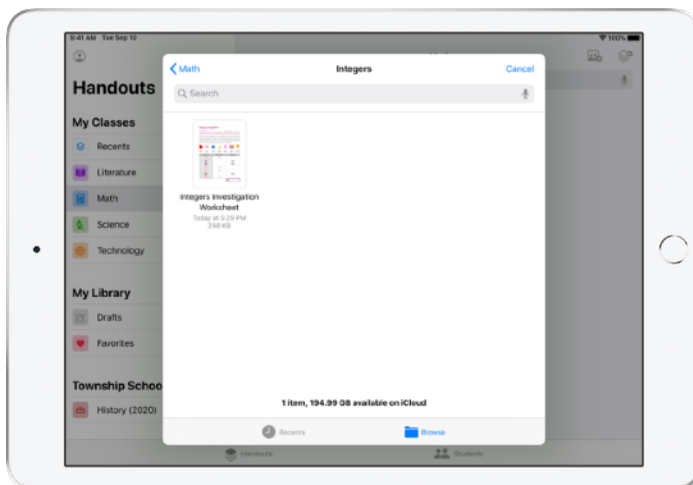 9:41 AM Tue Sep 10
100%
Handouts
My Classes
Recents
Literature
Math
Science
Technology
My Library
Drafts
Favorites
Township Schoo
History (2020)
Math
Integers
Cancel
Search
Integers Investigation
Worksheet
Today at 5:29 PM
298 KB
1 item, 194.99 GB available on iCloud
Recents
Browse
Handouts
Students